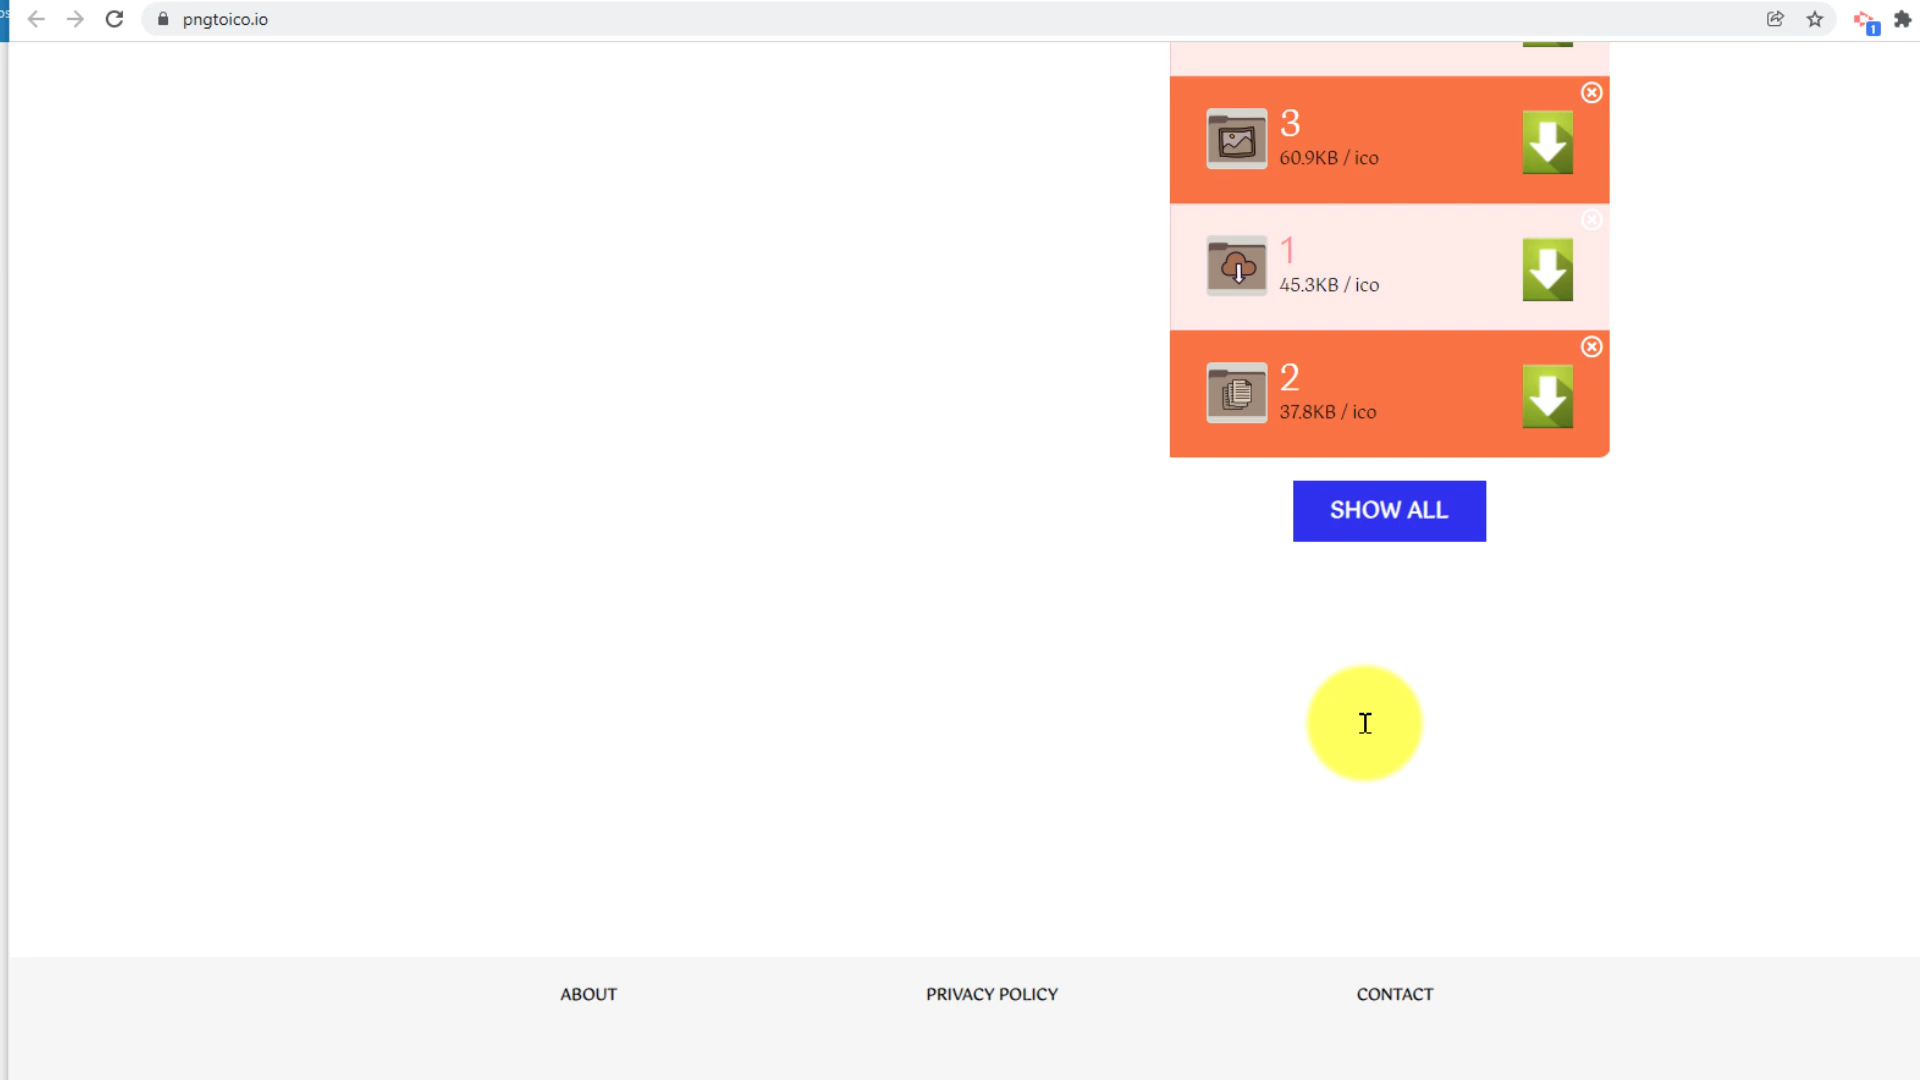 pngtoico.io
1
3
60.9KB / ico
1
45.3KB / ico
2
37.8KB / ico
SHOW ALL
ABOUT
PRIVACY POLICY
CONTACT